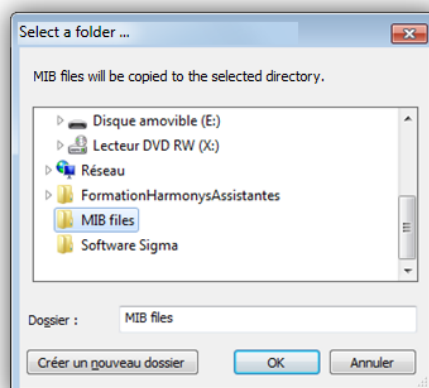 Select a folder ...
MIB files will be copied to the selected directory.
Disque amovible (E:)
Lecteur DVD RW (X:)
Réseau
FormationHarmonysAssistantes
MIB files
Software Sigma
Dossier : MIB files
Créer un nouveau dossier OK Annuler